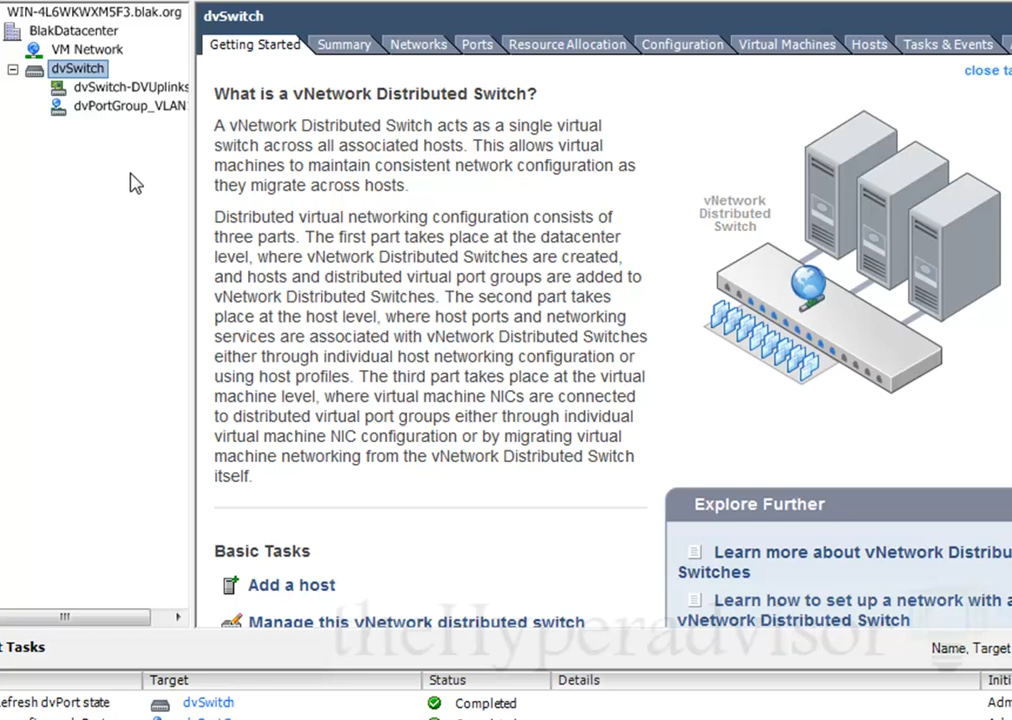 WIN-4L6WKWXM5F3.blak.org
BlakDatacenter
VM Network
dvSwitch
dvSwitch-DVUplinks
dvPortGroup_VLAN
dvSwitch
Getting Started Summary Networks Ports Resource Allocation Configuration Virtual Machines Hosts Tasks & Events
close ta
What is a vNetwork Distributed Switch?
A vNetwork Distributed Switch acts as a single virtual
switch across all associated hosts. This allows virtual
machines to maintain consistent network configuration as
they migrate across hosts.
Distributed virtual networking configuration consists of
three parts. The first part takes place at the datacenter
level, where vNetwork Distributed Switches are created,
and hosts and distributed virtual port groups are added to
vNetwork Distributed Switches. The second part takes
place at the host level, where host ports and networking
services are associated with vNetwork Distributed Switches
either through individual host networking configuration or
using host profiles. The third part takes place at the virtual
machine level, where virtual machine NICs are connected
to distributed virtual port groups either through individual
virtual machine NIC configuration or by migrating virtual
machine networking from the vNetwork Distributed Switch
itself.
vNetwork
Distributed
Switch
Basic Tasks
Add a host
Manage this vNetwork distributed switch
Explore Further
Learn more about vNetwork Distribu
Switches
Learn how to set up a network with a
vNetwork Distributed Switch
theHyperadvisor
t Tasks
Name, Target
Target Status Details Initi
efresh dvPort state dvSwitch Completed Adm